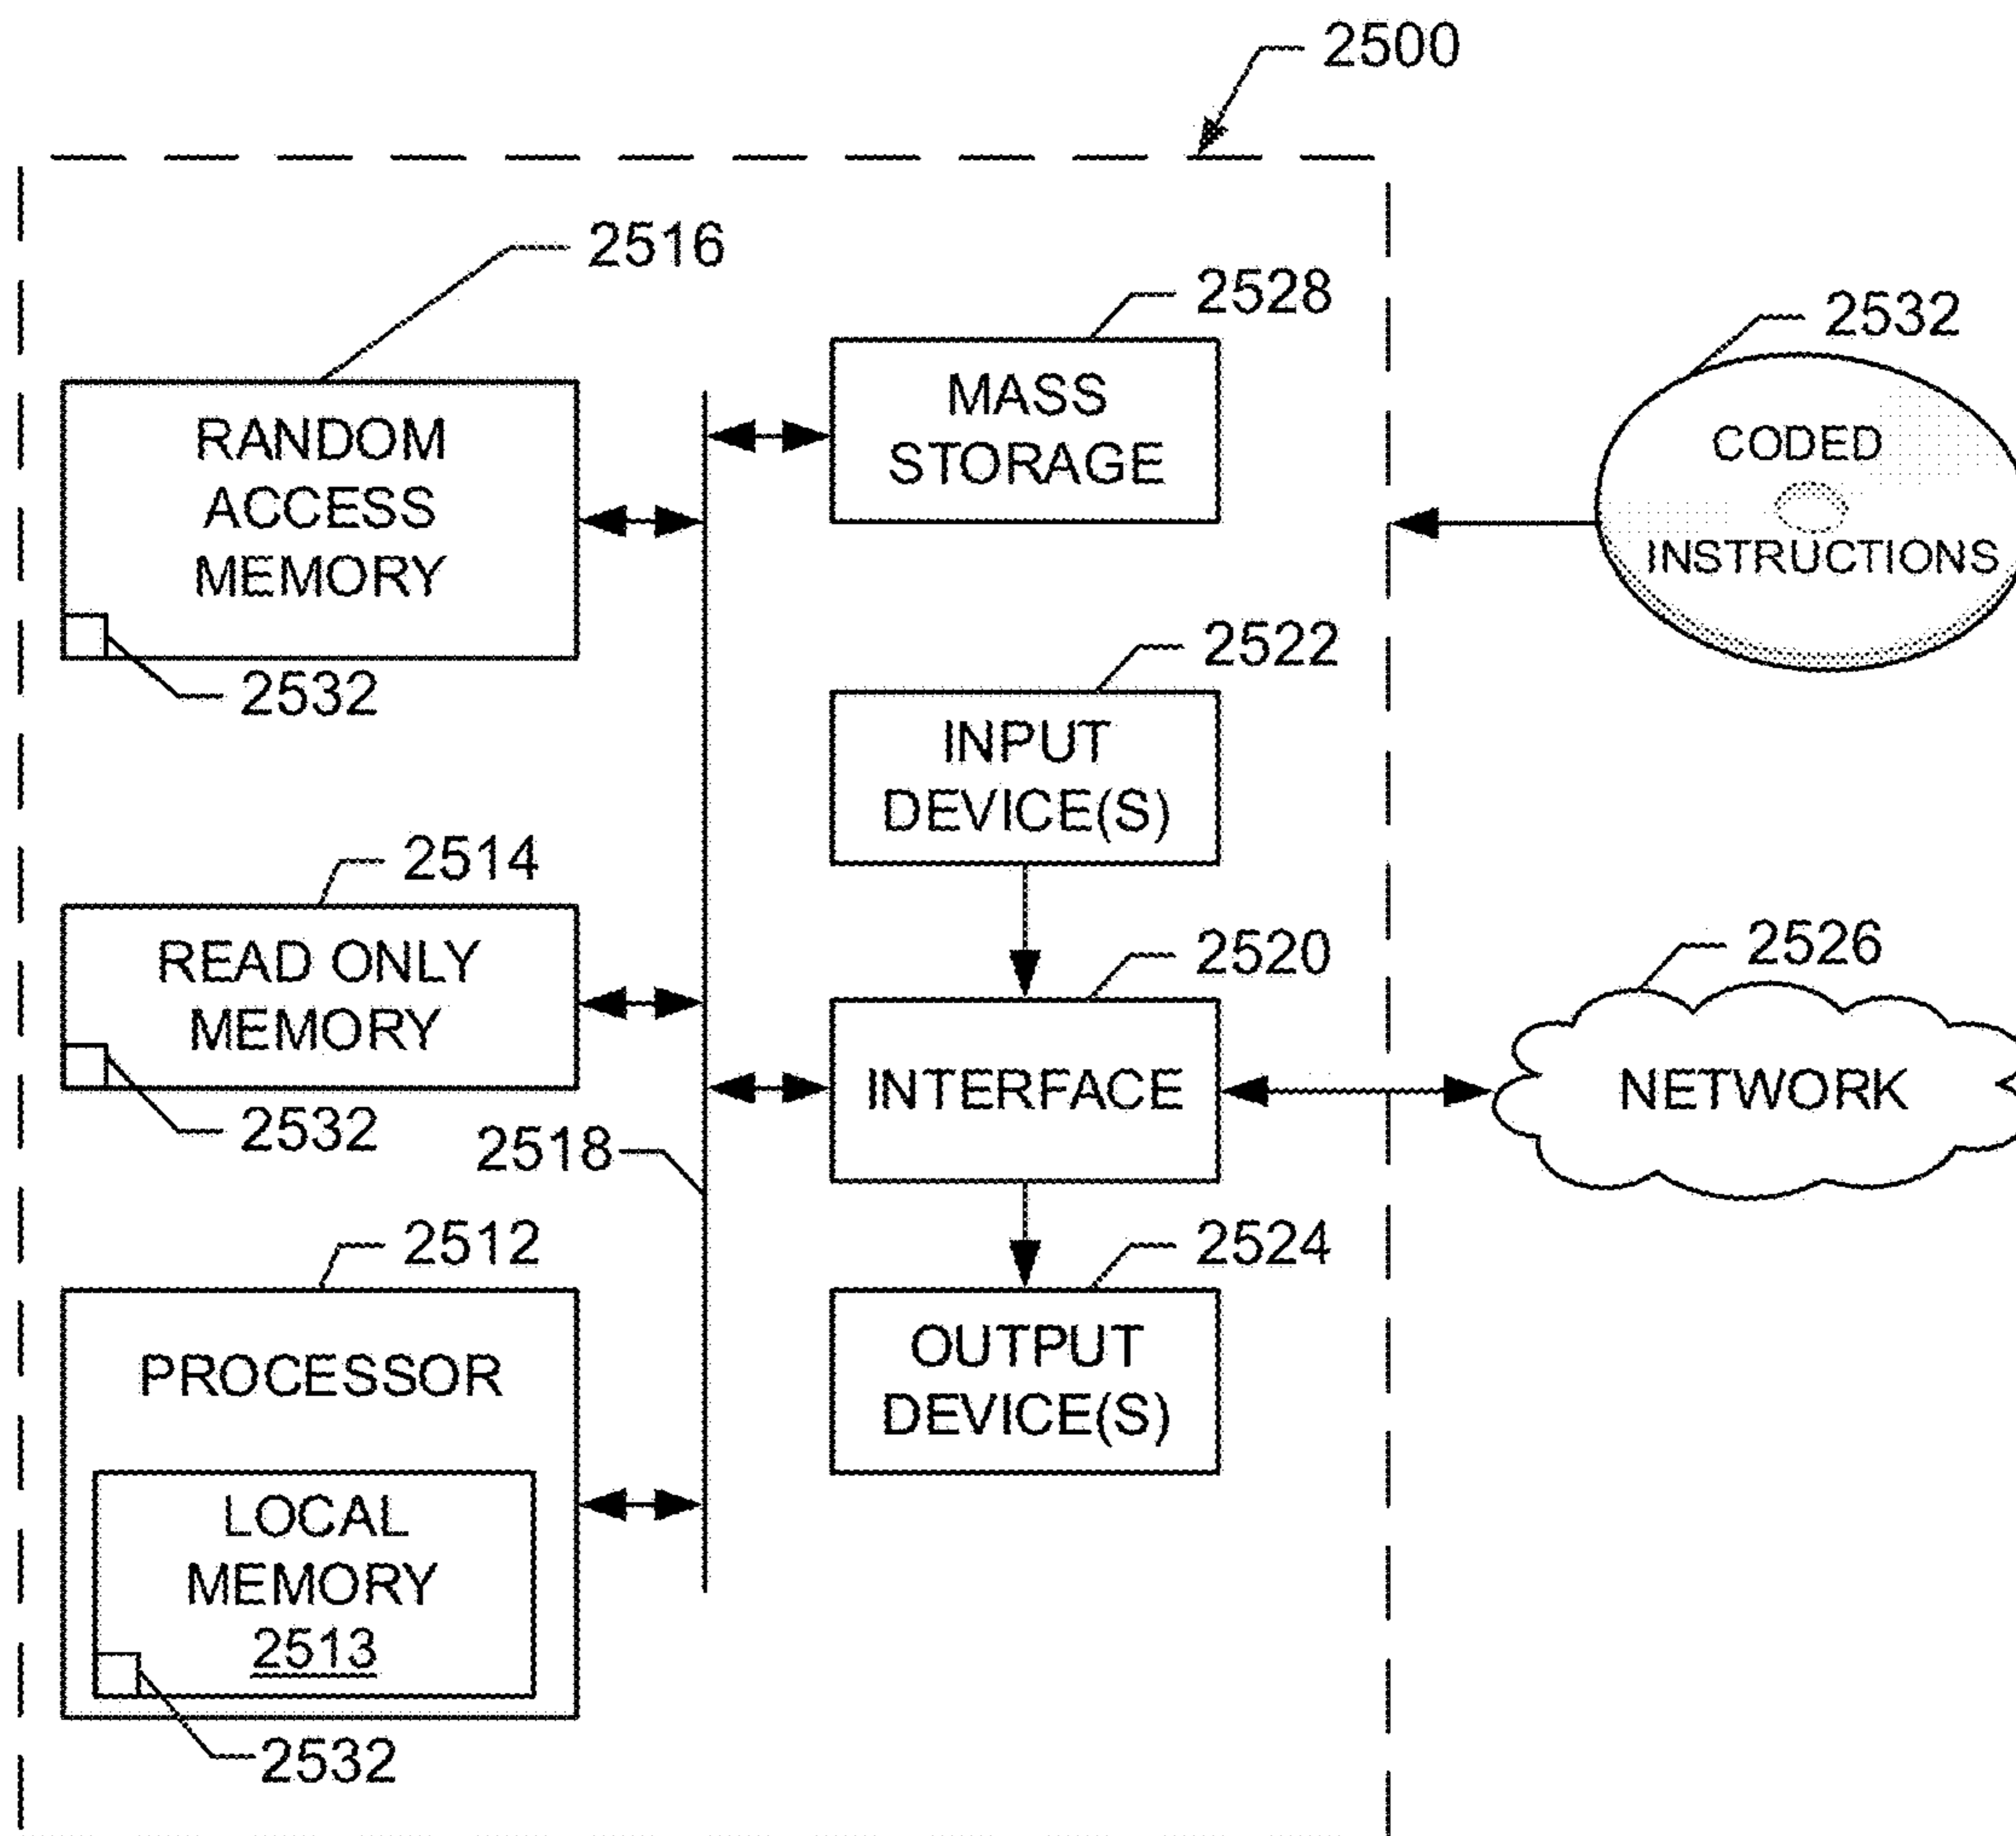 2500
2516
RANDOM
ACCESS
MEMORY
2532
2528
MASS
STORAGE
2532
CODED
INSTRUCTIONS
2522
INPUT
DEVICE(S)
2514
READ ONLY
MEMORY
2532
2518
2520
INTERFACE
2526
NETWORK
2512
PROCESSOR
LOCAL
MEMORY
2513
2532
2524
OUTPUT
DEVICE(S)